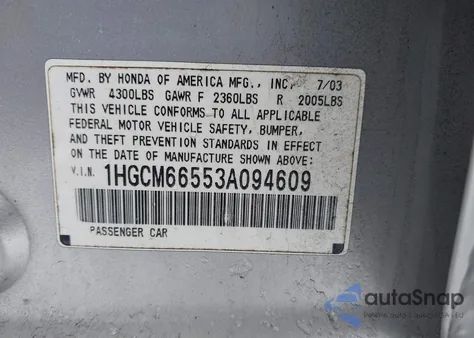 MFD. BY HONDA OF AMERICA MFG., INC. 7/03
GVWR 4300LBS GAWR F 2360LBS R 2005LBS
THIS VEHICLE CONFORMS TO ALL APPLICABLE
FEDERAL MOTOR VEHICLE SAFETY, BUMPER,
AND THEFT PREVENTION STANDARDS IN EFFECT
ON THE DATE OF MANUFACTURE SHOWN ABOVE.
V.I.N. 1HGCM66553A094609
PASSENGER CAR
autoSnap